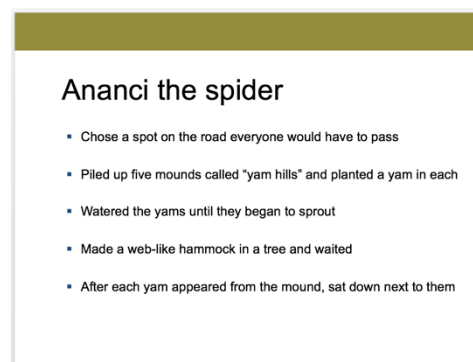 Ananci the spider
Chose a spot on the road everyone would have to pass
Piled up five mounds called “yam hills” and planted a yam in each
Watered the yams until they began to sprout
Made a web-like hammock in a tree and waited
After each yam appeared from the mound, sat down next to them